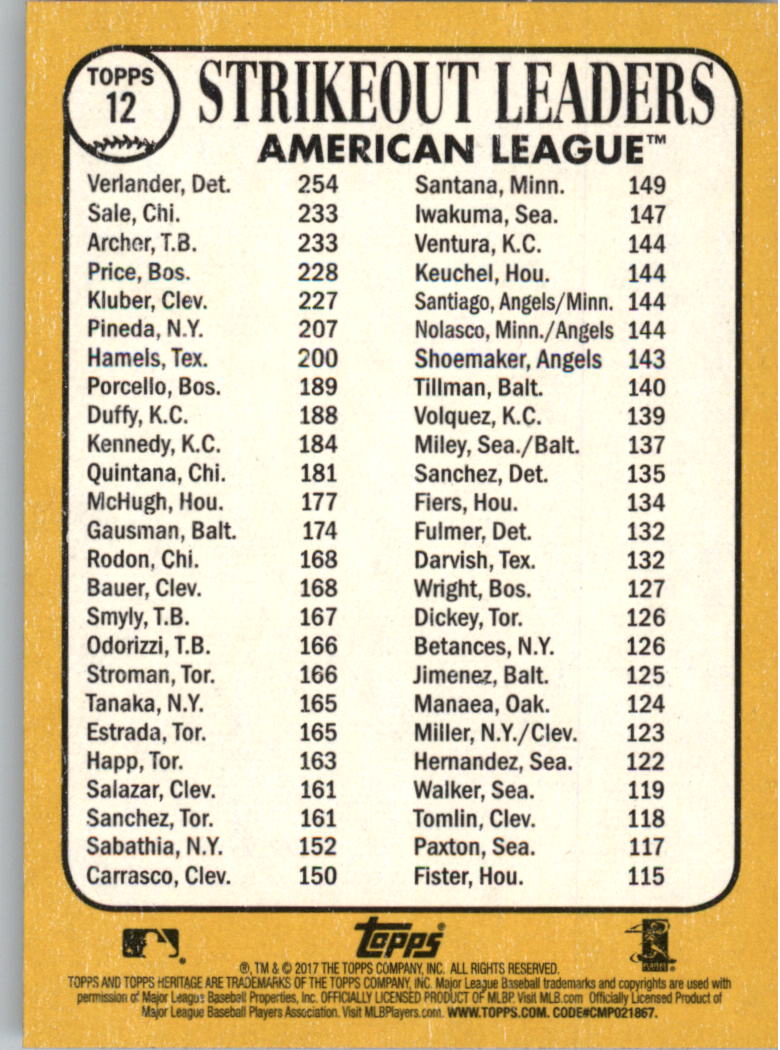 TOPPS
12
STRIKEOUT LEADERS
AMERICAN LEAGUE™
Verlander, Det. 254
Sale, Chi. 233
Archer, T.B. 233
Price, Bos. 228
Kluber, Clev. 227
Pineda, N.Y. 207
Hamels, Tex. 200
Porcello, Bos. 189
Duffy, K.C. 188
Kennedy, K.C. 184
Quintana, Chi. 181
McHugh, Hou. 177
Gausman, Balt. 174
Rodon, Chi. 168
Bauer, Clev. 168
Smyly, T.B. 167
Odorizzi, T.B. 166
Stroman, Tor. 166
Tanaka, N.Y. 165
Estrada, Tor. 165
Happ, Tor. 163
Salazar, Clev. 161
Sanchez, Tor. 161
Sabathia, N.Y. 152
Carrasco, Clev. 150
Santana, Minn. 149
Iwakuma, Sea. 147
Ventura, K.C. 144
Keuchel, Hou. 144
Santiago, Angels/Minn. 144
Nolasco, Minn./Angels 144
Shoemaker, Angels 143
Tillman, Balt. 140
Volquez, K.C. 139
Miley, Sea./Balt. 137
Sanchez, Det. 135
Fiers, Hou. 134
Fulmer, Det. 132
Darvish, Tex. 132
Wright, Bos. 127
Dickey, Tor. 126
Betances, N.Y. 126
Jimenez, Balt. 125
Manaea, Oak. 124
Miller, N.Y./Clev. 123
Hernandez, Sea. 122
Walker, Sea. 119
Tomlin, Clev. 118
Paxton, Sea. 117
Fister, Hou. 115
Topps®
®, TM & © 2017 THE TOPPS COMPANY, INC. ALL RIGHTS RESERVED.
TOPPS AND TOPPS HERITAGE ARE TRADEMARKS OF THE TOPPS COMPANY, INC. Major League Baseball trademarks and copyrights are used with
permission of Major League Baseball Properties, Inc. OFFICIALLY LICENSED PRODUCT OF MLBP. Visit MLB.com Officially Licensed Product of
Major League Baseball Players Association. Visit MLBPlayers.com. WWW.TOPPS.COM. CODE#CMP021867.